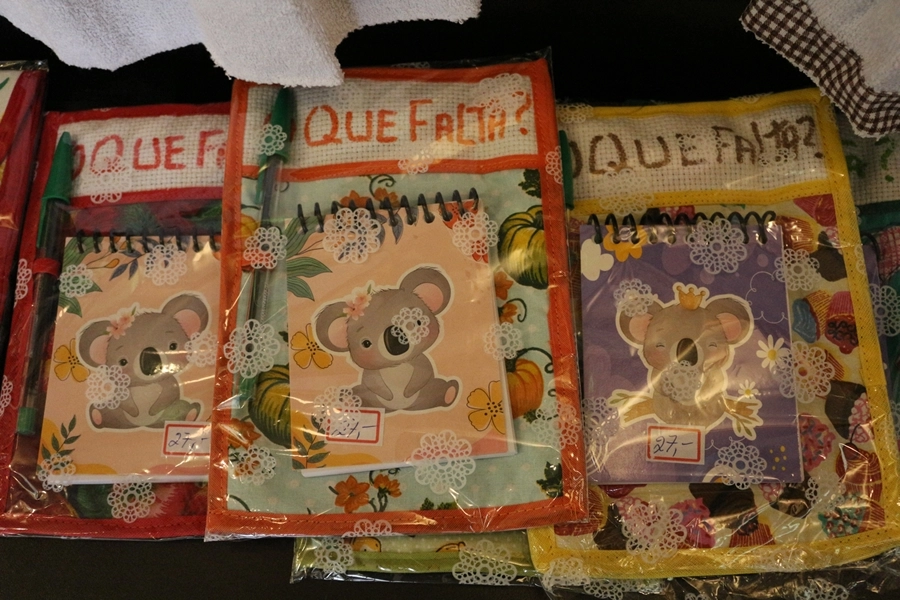 QUE F
QUE FALTA?
O QUE FALTA?
27,-
27,-
27,-